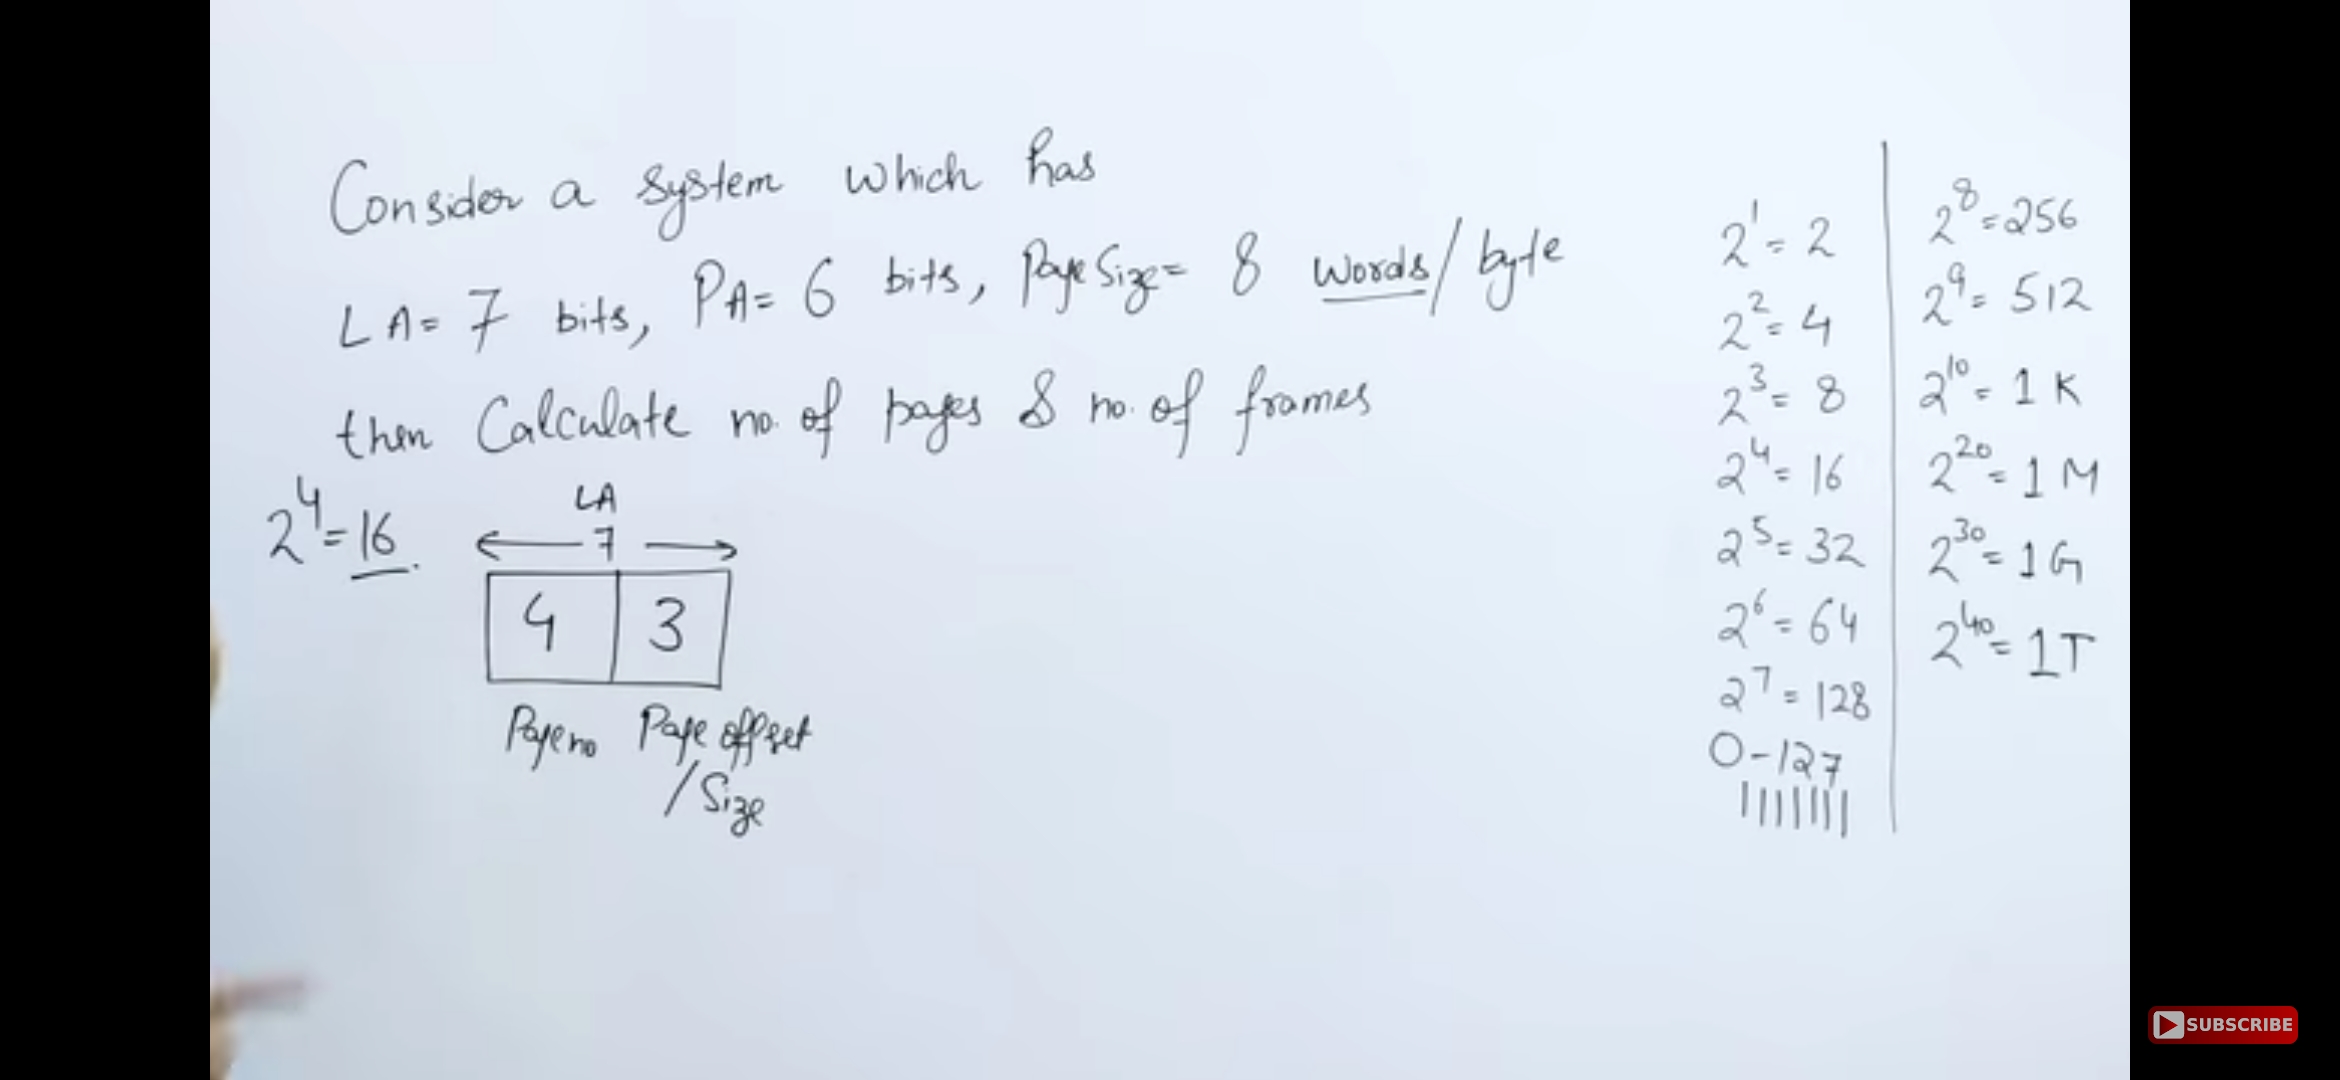 Consider a system which has
LA= 7 bits, PA= 6 bits, Page Size= 8 words/byte
then Calculate no. of pages & no. of frames
2^4=16.
LA
7
4 3
Page no Page offset
/Size
2^1=2
2^2=4
2^3=8
2^4=16
2^5=32
2^6=64
2^7=128
0-127
2^8=256
2^9=512
2^10=1K
2^20=1M
2^30=1G
2^40=1T
SUBSCRIBE